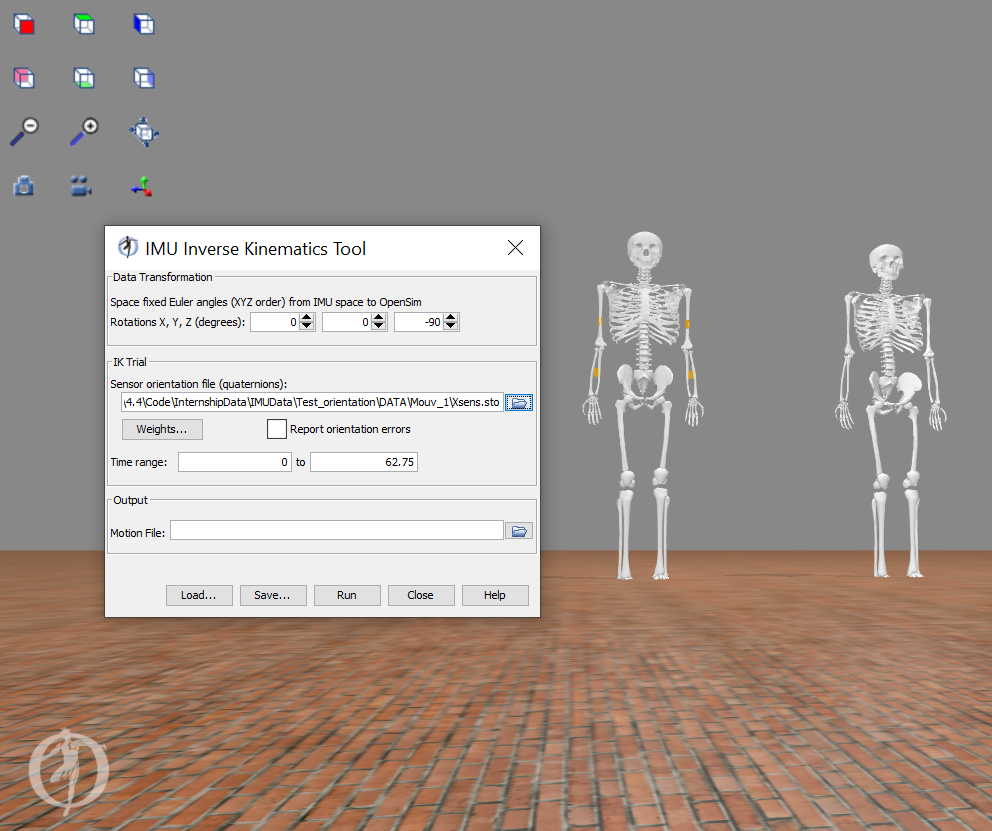 IMU Inverse Kinematics Tool
Data Transformation
Space fixed Euler angles (XYZ order) from IMU space to OpenSim
Rotations X, Y, Z (degrees): 0 0 -90
IK Trial
Sensor orientation file (quaternions):
\4.4\Code\InternshipData\IMUData\Test_orientation\DATA\Mouv_1\Xsens.sto
Weights... Report orientation errors
Time range: 0 to 62.75
Output
Motion File:
Load... Save... Run Close Help